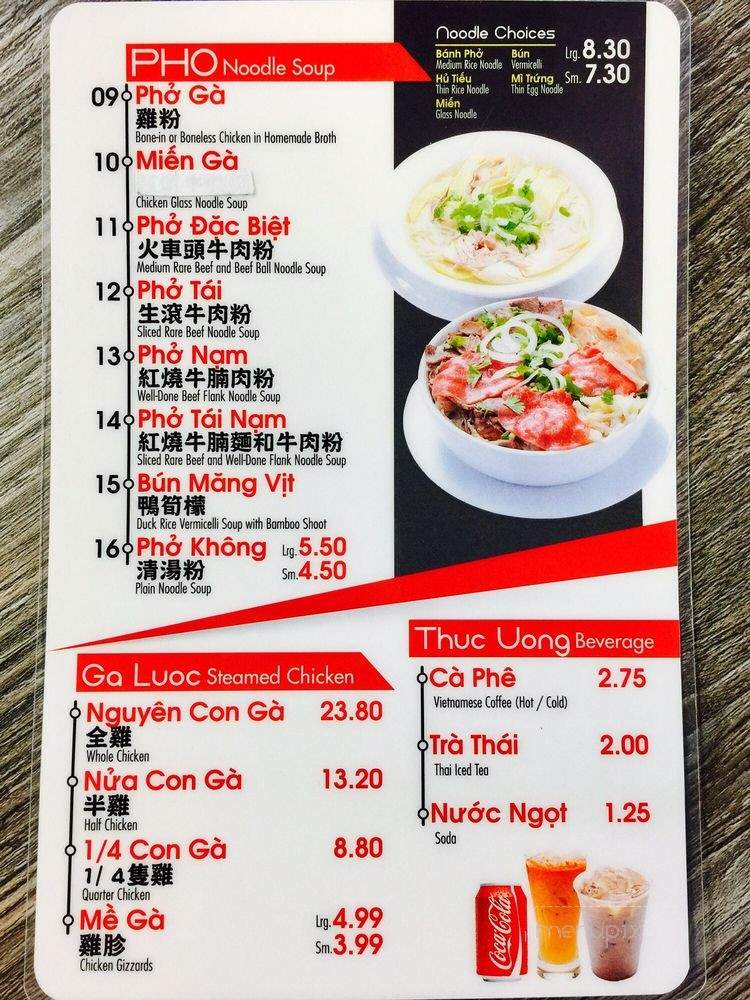 PHO Noodle Soup
09 Phở Gà
雞粉
Bone-in or Boneless Chicken in Homemade Broth
10 Miến Gà
Chicken Glass Noodle Soup
11 Phở Đặc Biệt
火車頭牛肉粉
Medium Rare Beef and Beef Ball Noodle Soup
12 Phở Tái
生滾牛肉粉
Sliced Rare Beef Noodle Soup
13 Phở Nạm
紅燒牛腩肉粉
Well-Done Beef Flank Noodle Soup
14 Phở Tái Nạm
紅燒牛腩麵和牛肉粉
Sliced Rare Beef and Well-Done Flank Noodle Soup
15 Bún Măng Vịt
鴨筍檬
Duck Rice Vermicelli Soup with Bamboo Shoot
16 Phở Không Lrg. 5.50
清湯粉 Sm. 4.50
Plain Noodle Soup
Noodle Choices
Bánh Phở Bún Lrg. 8.30
Medium Rice Noodle Vermicelli
Hủ Tiếu Mì Trứng Sm. 7.30
Thin Rice Noodle Thin Egg Noodle
Miến
Glass Noodle
Ga Luoc Steamed Chicken
Nguyên Con Gà 23.80
全雞
Whole Chicken
Nửa Con Gà 13.20
半雞
Half Chicken
1/4 Con Gà 8.80
1/4隻雞
Quarter Chicken
Mề Gà Lrg. 4.99
雞胗 Sm. 3.99
Chicken Gizzards
Thuc Uong Beverage
Cà Phê 2.75
Vietnamese Coffee (Hot / Cold)
Trà Thái 2.00
Thai Iced Tea
Nước Ngọt 1.25
Soda
Coca-Cola
menupix